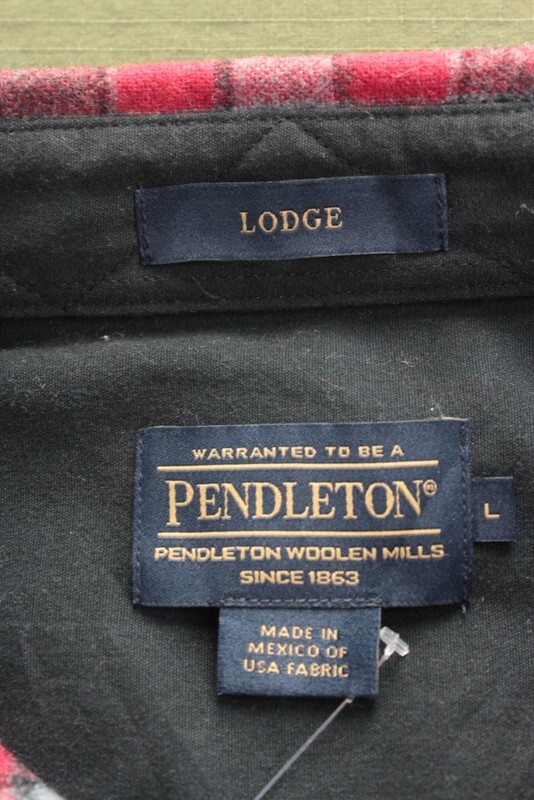 LODGE
WARRANTED TO BE A
PENDLETON®
L
PENDLETON WOOLEN MILLS
SINCE 1863
MADE IN
MEXICO OF
USA FABRIC